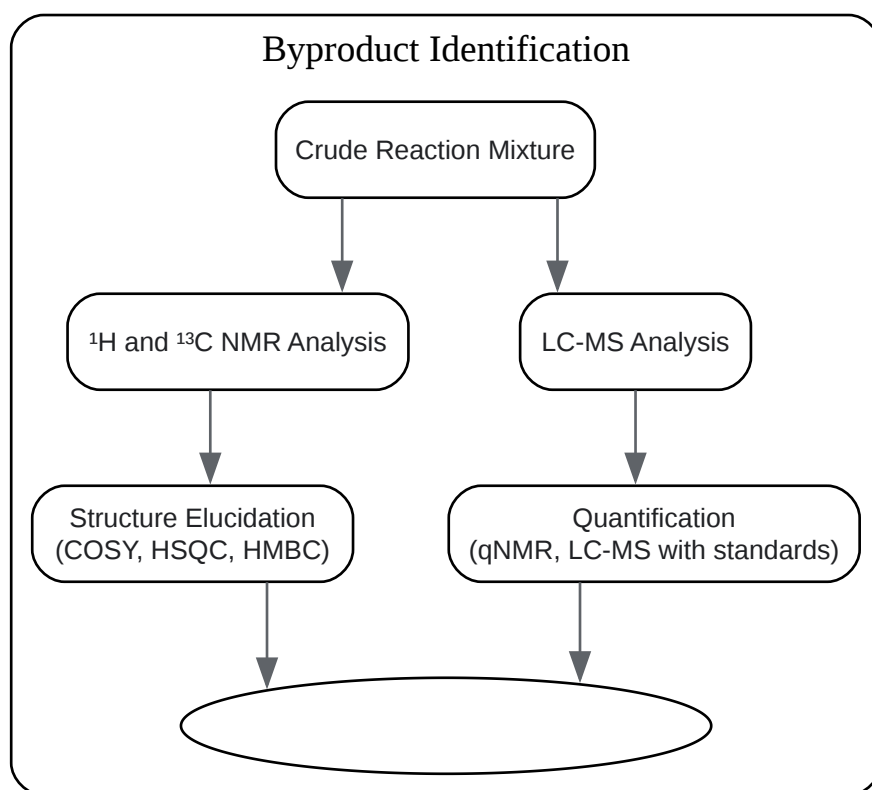 Byproduct Identification
Crude Reaction Mixture
¹H and ¹³C NMR Analysis
LC-MS Analysis
Structure Elucidation
(COSY, HSQC, HMBC)
Quantification
(qNMR, LC-MS with standards)